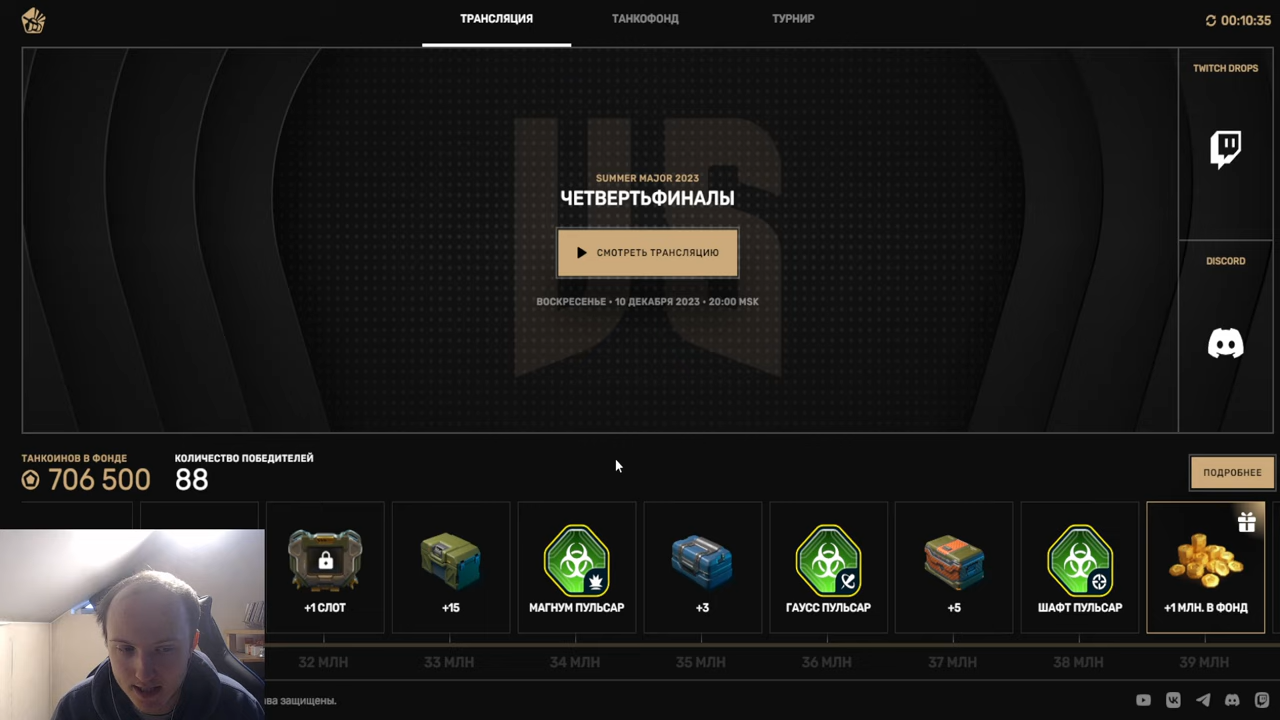 ТРАНСЛЯЦИЯ
ТАНКОФОНД
ТУРНИР
00:10:35
TWITCH DROPS
SUMMER MAJOR 2023
ЧЕТВЕРТЬФИНАЛЫ
СМОТРЕТЬ ТРАНСЛЯЦИЮ
ВОСКРЕСЕНЬЕ • 10 ДЕКАБРЯ 2023 • 20:00 MSK
DISCORD
ТАНКОИНОВ В ФОНДЕ
706 500
КОЛИЧЕСТВО ПОБЕДИТЕЛЕЙ
88
ПОДРОБНЕЕ
+1 СЛОТ
+15
МАГНУМ ПУЛЬСАР
+3
ГАУСС ПУЛЬСАР
+5
ШАФТ ПУЛЬСАР
+1 МЛН. В ФОНД
32 МЛН
33 МЛН
34 МЛН
35 МЛН
36 МЛН
37 МЛН
38 МЛН
39 МЛН
защищены.